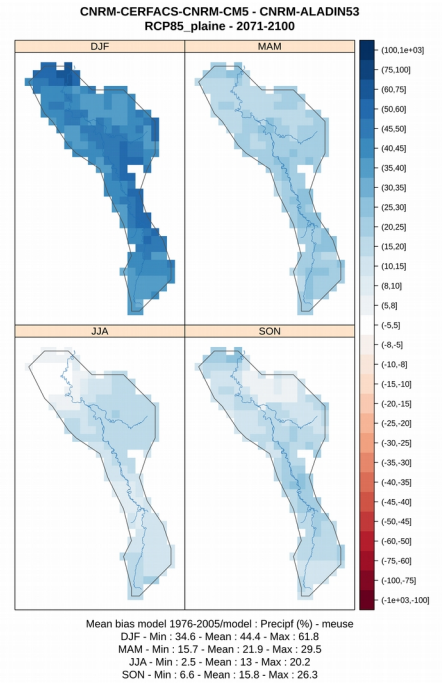 CNRM-CERFACS-CNRM-CM5 - CNRM-ALADIN53
RCP85_plaine - 2071-2100
DJF
MAM
JJA
SON
(100,1e+03]
(75,100]
(60,75]
(50,60]
(45,50]
(40,45]
(35,40]
(30,35]
(25,30]
(20,25]
(15,20]
(10,15]
(8,10]
(5,8]
(-5,5]
(-8,-5]
(-10,-8]
(-15,-10]
(-20,-15]
(-25,-20]
(-30,-25]
(-35,-30]
(-40,-35]
(-45,-40]
(-50,-45]
(-60,-50]
(-75,-60]
(-100,-75]
(-1e+03,-100]
Mean bias model 1976-2005/model : Precipf (%) - meuse
DJF - Min : 34.6 - Mean : 44.4 - Max : 61.8
MAM - Min : 15.7 - Mean : 21.9 - Max : 29.5
JJA - Min : 2.5 - Mean : 13 - Max : 20.2
SON - Min : 6.6 - Mean : 15.8 - Max : 26.3